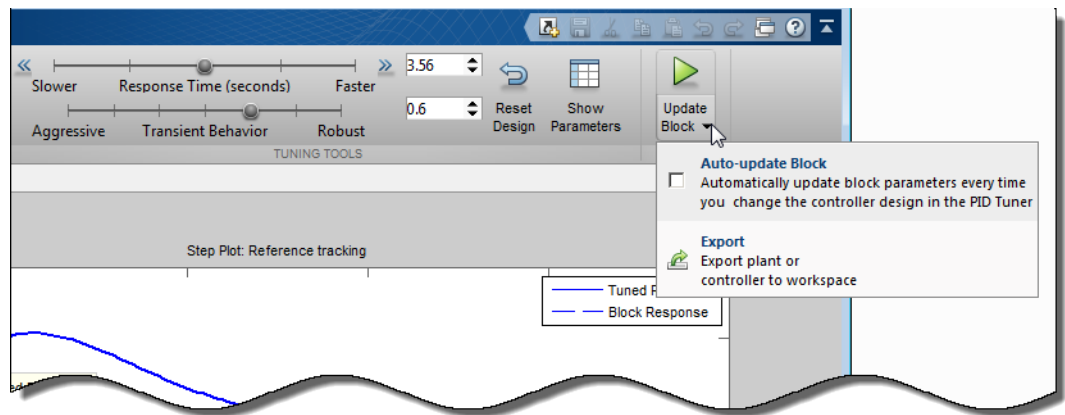 Slower Response Time (seconds) Faster 3.56
Aggressive Transient Behavior Robust 0.6
Reset
Design
Show
Parameters
Update
Block
TUNING TOOLS
Auto-update Block
Automatically update block parameters every time
you change the controller design in the PID Tuner
Export
Export plant or
controller to workspace
Step Plot: Reference tracking
Tuned
Block Response